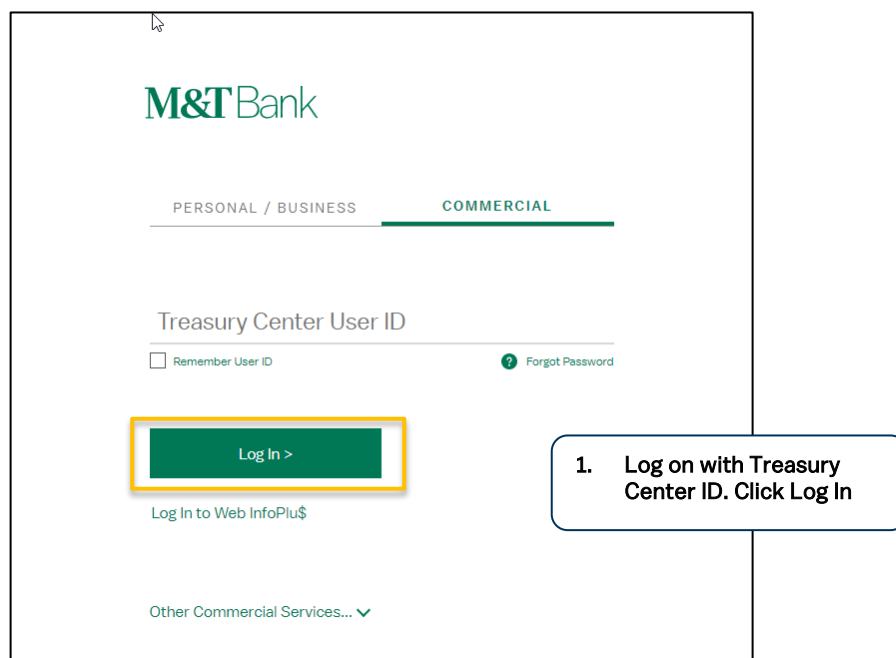 M&T Bank
PERSONAL / BUSINESS
COMMERCIAL
Treasury Center User ID
Remember User ID
? Forgot Password
Log In >
1. Log on with Treasury
Center ID. Click Log In
Log In to Web InfoPlu$
Other Commercial Services...